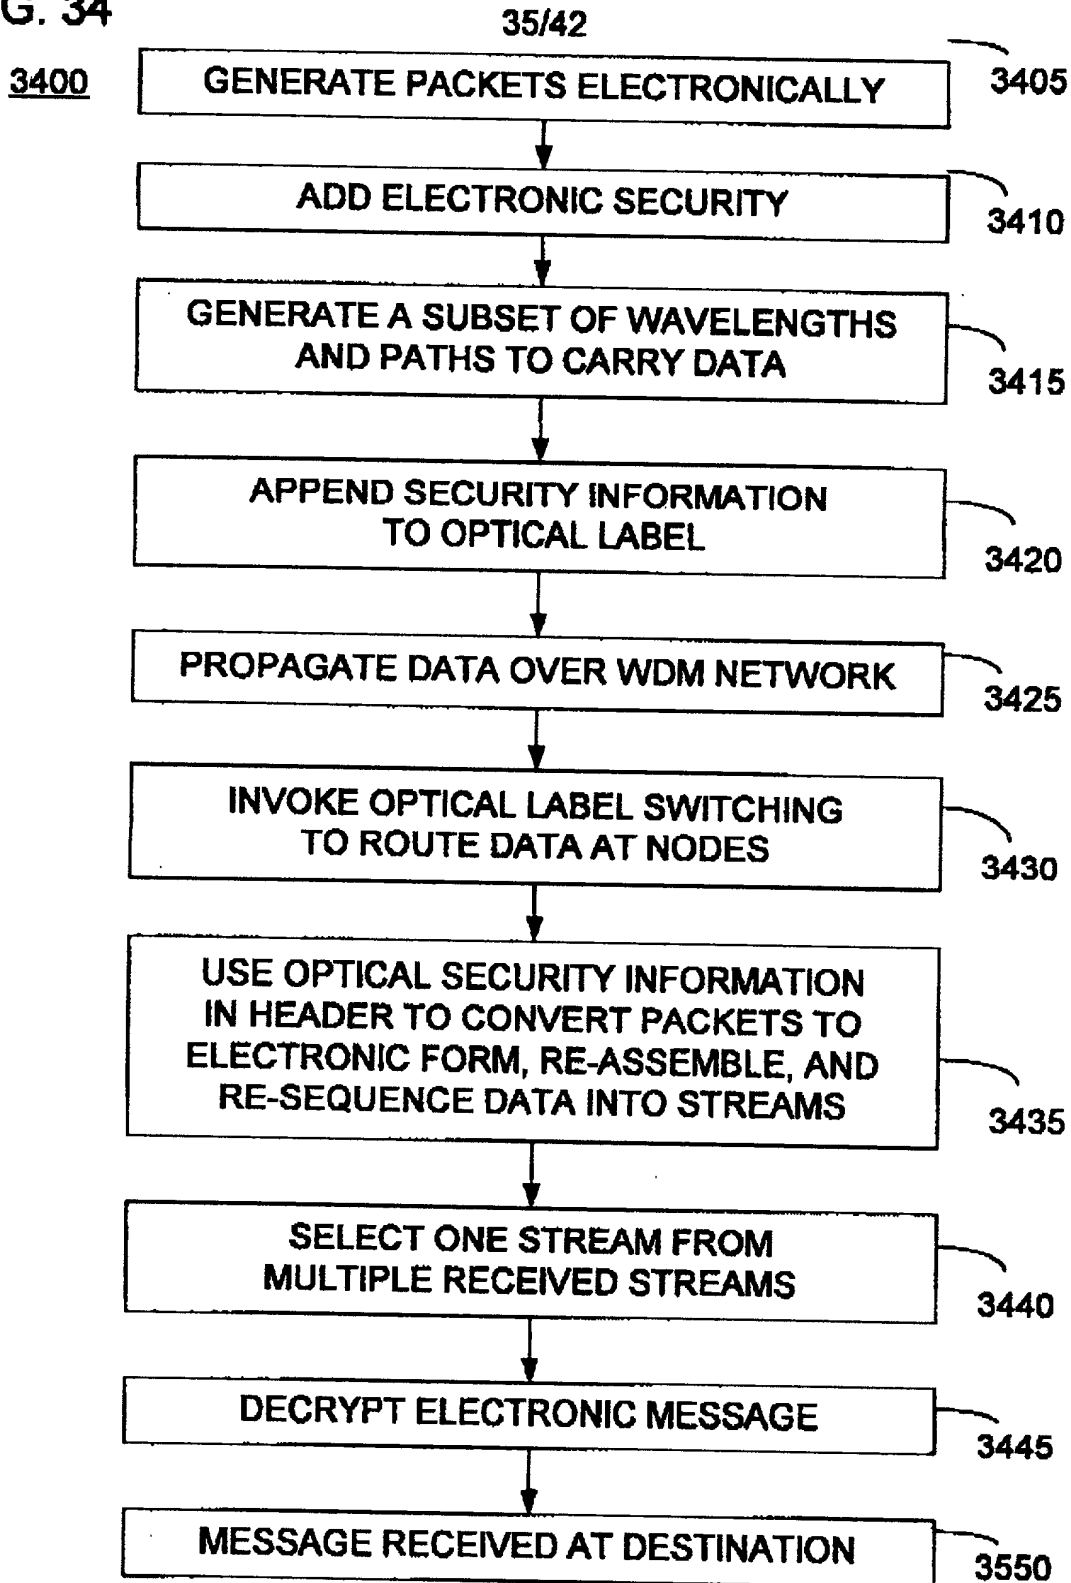 G. 34
35/42
3400
GENERATE PACKETS ELECTRONICALLY
3405
ADD ELECTRONIC SECURITY
3410
GENERATE A SUBSET OF WAVELENGTHS
AND PATHS TO CARRY DATA
3415
APPEND SECURITY INFORMATION
TO OPTICAL LABEL
3420
PROPAGATE DATA OVER WDM NETWORK
3425
INVOKE OPTICAL LABEL SWITCHING
TO ROUTE DATA AT NODES
3430
USE OPTICAL SECURITY INFORMATION
IN HEADER TO CONVERT PACKETS TO
ELECTRONIC FORM, RE-ASSEMBLE, AND
RE-SEQUENCE DATA INTO STREAMS
3435
SELECT ONE STREAM FROM
MULTIPLE RECEIVED STREAMS
3440
DECRYPT ELECTRONIC MESSAGE
3445
MESSAGE RECEIVED AT DESTINATION
3550